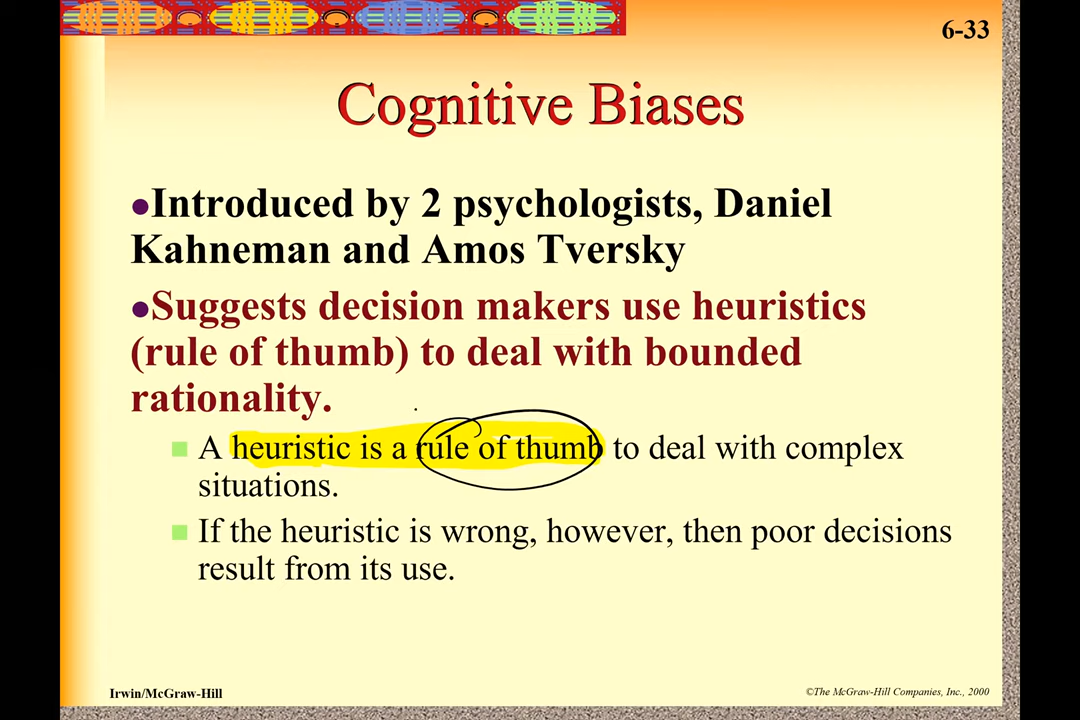 6-33
Cognitive Biases
●Introduced by 2 psychologists, Daniel
Kahneman and Amos Tversky
●Suggests decision makers use heuristics
(rule of thumb) to deal with bounded
rationality.
■ A heuristic is a rule of thumb to deal with complex
situations.
■ If the heuristic is wrong, however, then poor decisions
result from its use.
Irwin/McGraw-Hill
©The McGraw-Hill Companies, Inc., 2000